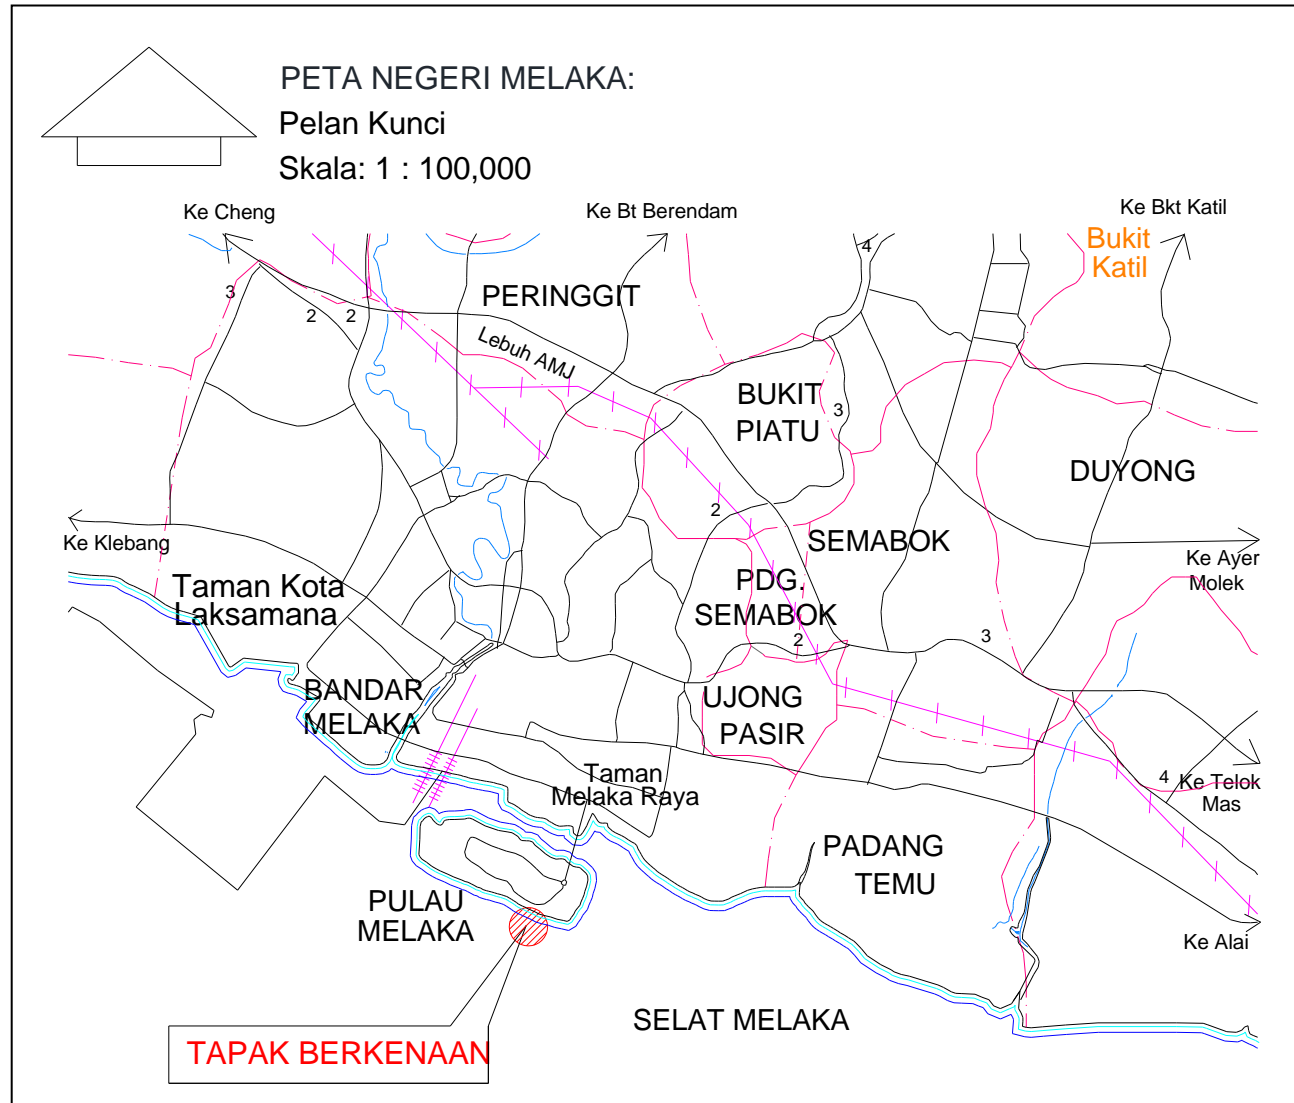 PETA NEGERI MELAKA:
Pelan Kunci
Skala: 1 : 100,000
Ke Cheng
Ke Bt Berendam
Ke Bkt Katil
Bukit
Katil
4
3
2
2
PERINGGIT
Lebuh AMJ
BUKIT
PIATU
3
DUYONG
2
Ke Klebang
SEMABOK
Ke Ayer
Molek
Taman Kota
Laksamana
PDG.
SEMABOK
2
3
BANDAR
MELAKA
UJONG
PASIR
Taman
Melaka Raya
4
Ke Telok
Mas
PADANG
TEMU
PULAU
MELAKA
Ke Alai
SELAT MELAKA
TAPAK BERKENAAN